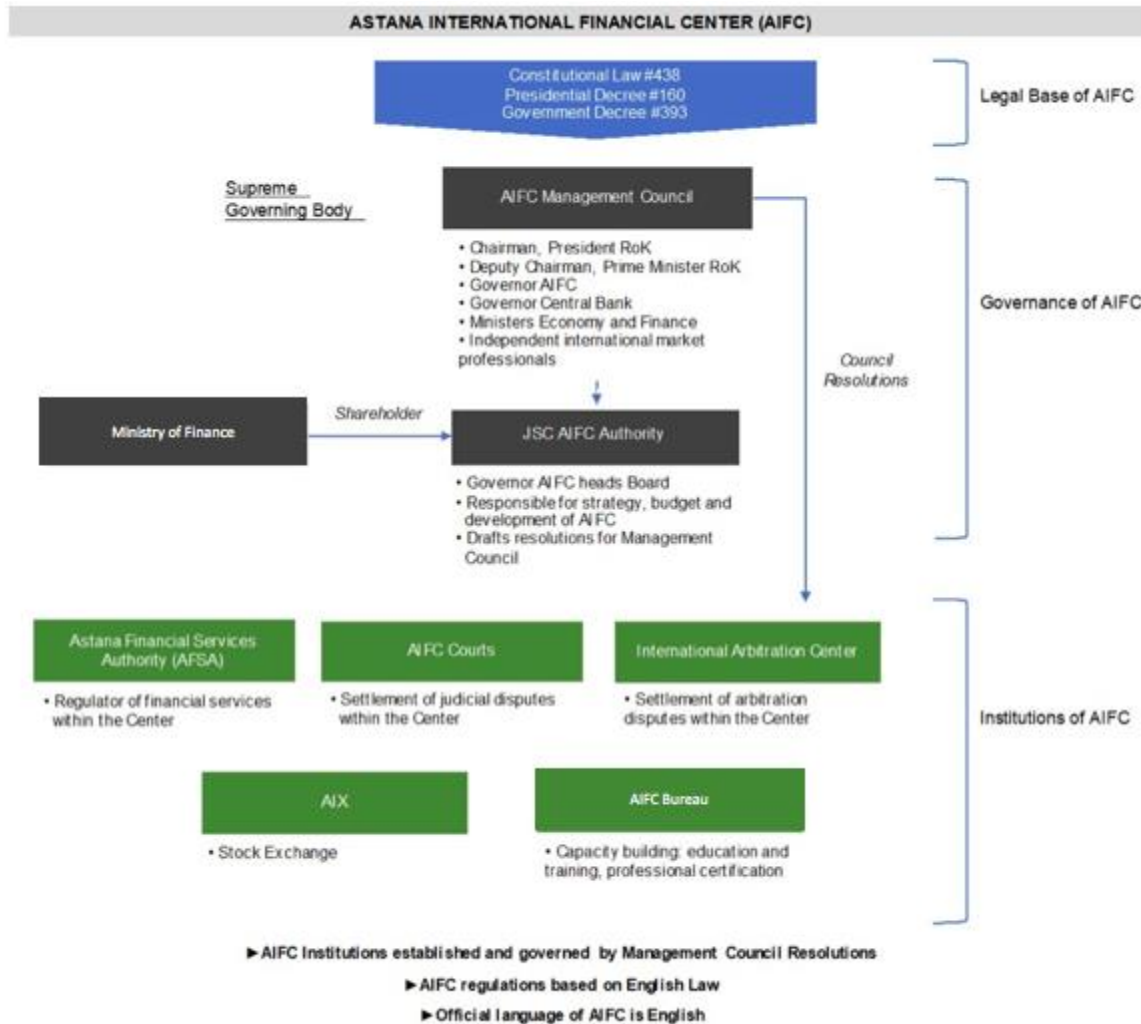 ASTANA INTERNATIONAL FINANCIAL CENTER (AIFC)
Constitutional Law #438
Presidential Decree #160
Government Decree #393
Legal Base of AIFC
Supreme
Governing Body
AIFC Management Council
• Chairman, President RoK
• Deputy Chairman, Prime Minister RoK
• Governor AIFC
• Governor Central Bank
• Ministers Economy and Finance
• Independent international market
professionals
Governance of AIFC
Council
Resolutions
Ministry of Finance
Shareholder
JSC AIFC Authority
• Governor AIFC heads Board
• Responsible for strategy, budget and
development of AIFC
• Drafts resolutions for Management
Council
Astana Financial Services
Authority (AFSA)
• Regulator of financial services
within the Center
AIFC Courts
• Settlement of judicial disputes
within the Center
International Arbitration Center
• Settlement of arbitration
disputes within the Center
Institutions of AIFC
AIX
• Stock Exchange
AIFC Bureau
• Capacity building: education and
training, professional certification
►AIFC Institutions established and governed by Management Council Resolutions
►AIFC regulations based on English Law
►Official language of AIFC is English